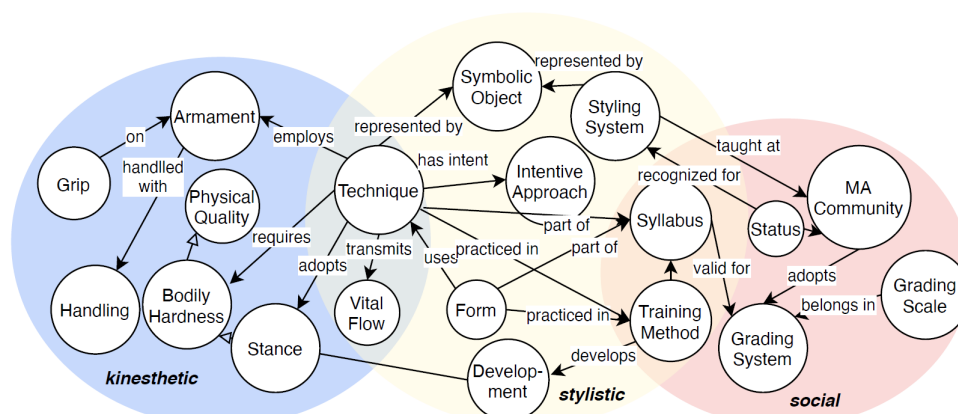 represented by
Symbolic
Object
Styling
System
Armament
on
employs
represented by
taught at
handlled
with
has intent
recognized for
Grip
Physical
Quality
Technique
Intentive
Approach
MA
Community
Syllabus
Status
part of
requires
transmits
uses
practiced in
part of
adopts
valid for
adopts
Handling
Bodily
Hardness
Vital
Flow
Form
practiced in
Training
Method
belongs in
Grading
Scale
Stance
Grading
System
develops
Develop-
ment
kinesthetic
stylistic
social